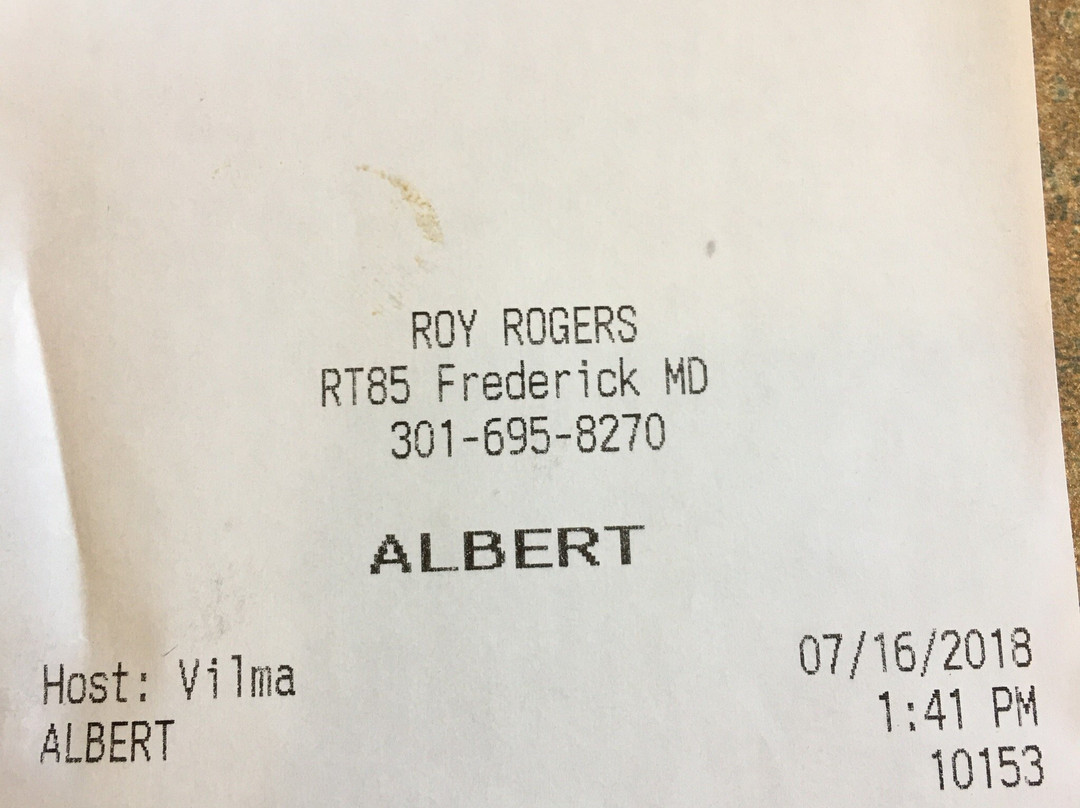 ROY ROGERS
RT85 Frederick MD
301-695-8270
ALBERT
Host: Vilma 07/16/2018
ALBERT 1:41 PM
10153